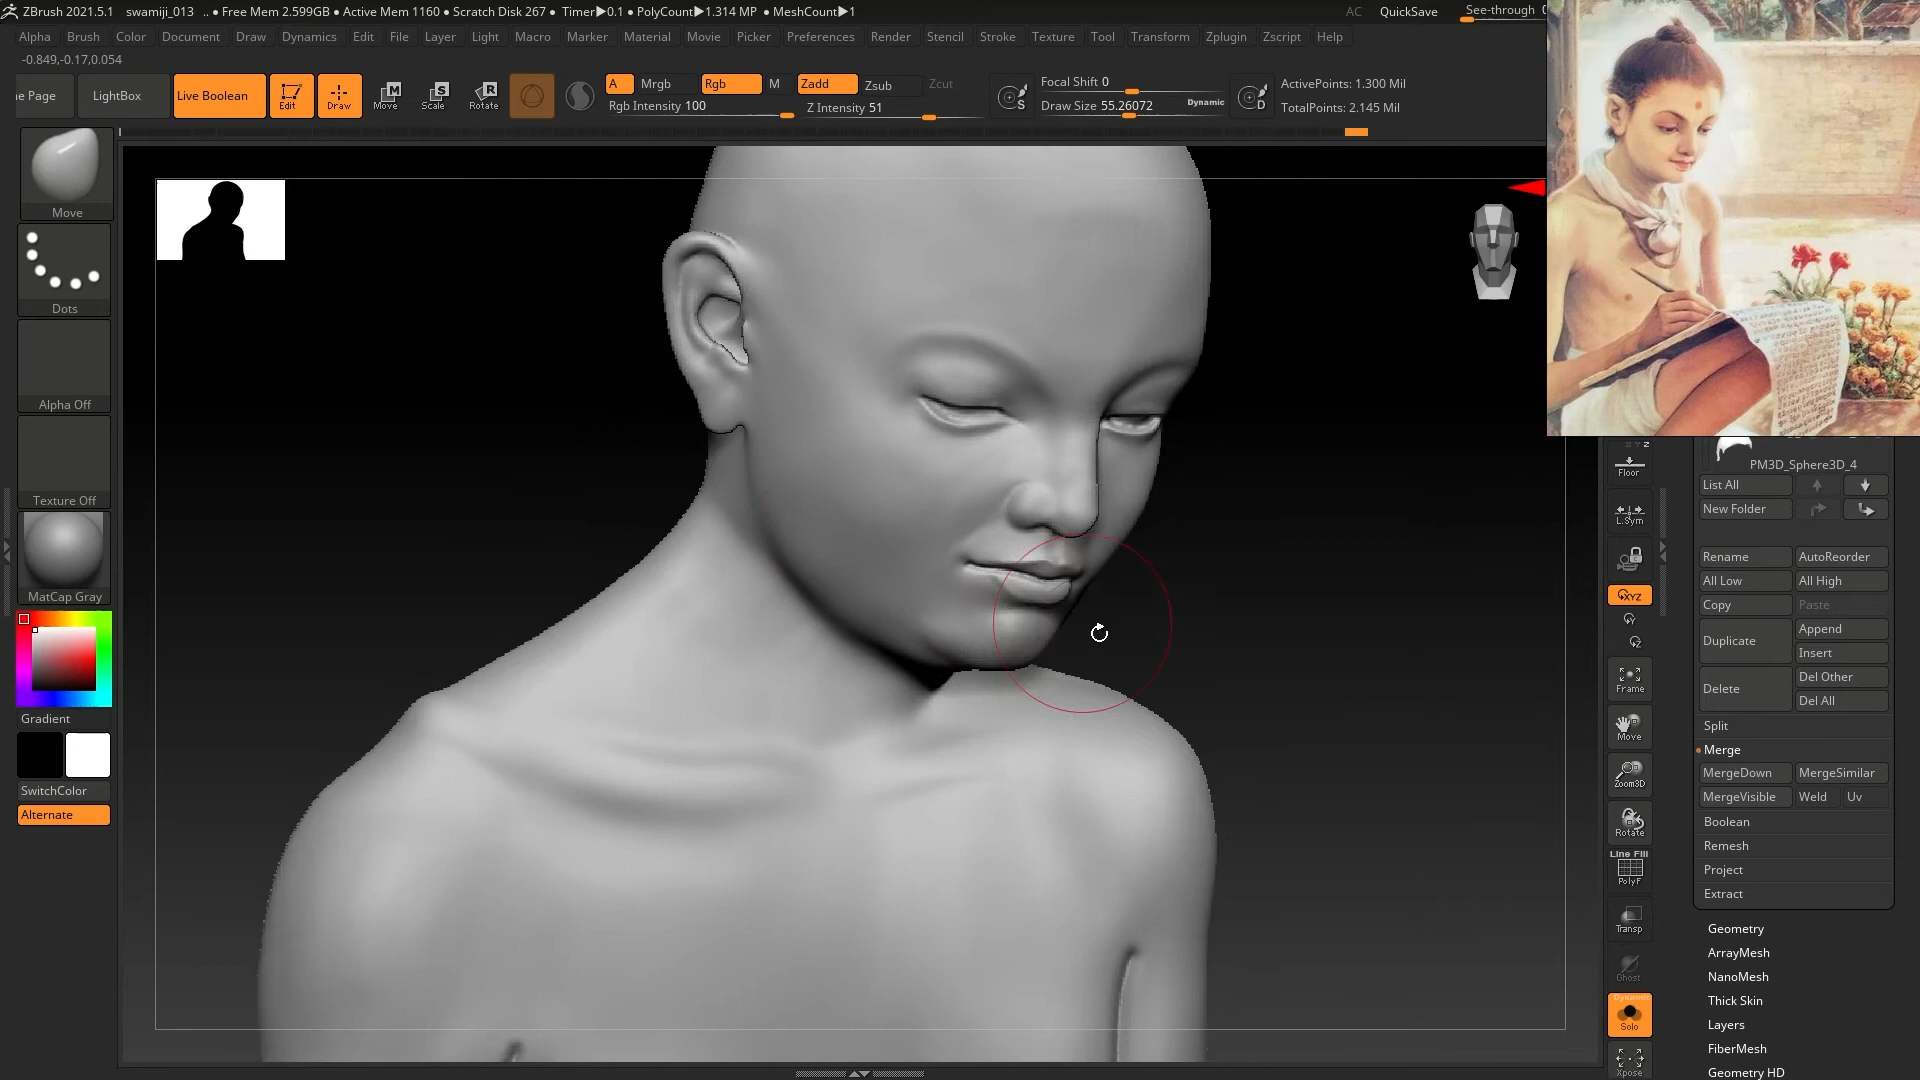 ZBrush 2021.5.1 swamiji_013 .. ● Free Mem 2.599GB ● Active Mem 1160 ● Scratch Disk 267 ● Timer▶0.1 ● PolyCount▶1.314 MP ● MeshCount▶1 AC QuickSave See-through
Alpha Brush Color Document Draw Dynamics Edit File Layer Light Macro Marker Material Movie Picker Preferences Render Stencil Stroke Texture Tool Transform Zplugin Zscript Help
-0.849,-0.17,0.054
e Page LightBox Live Boolean Edit Draw Move Scale Rotate
A Mrgb Rgb M Zadd Zsub Zcut
Rgb Intensity 100 Z Intensity 51
Focal Shift 0
Draw Size 55.26072 Dynamic
ActivePoints: 1.300 Mil
TotalPoints: 2.145 Mil
Move
Dots
Alpha Off
Texture Off
MatCap Gray
Gradient
SwitchColor
Alternate
Floor
L.Sym
XYZ
Frame
Move
Zoom3D
Rotate
Line Fill
PolyF
Transp
Ghost
Dynamic
Solo
Xpose
PM3D_Sphere3D_4
List All
New Folder
Rename AutoReorder
All Low All High
Copy Paste
Duplicate Append
Insert
Delete Del Other
Del All
Split
Merge
MergeDown MergeSimilar
MergeVisible Weld Uv
Boolean
Remesh
Project
Extract
Geometry
ArrayMesh
NanoMesh
Thick Skin
Layers
FiberMesh
Geometry HD